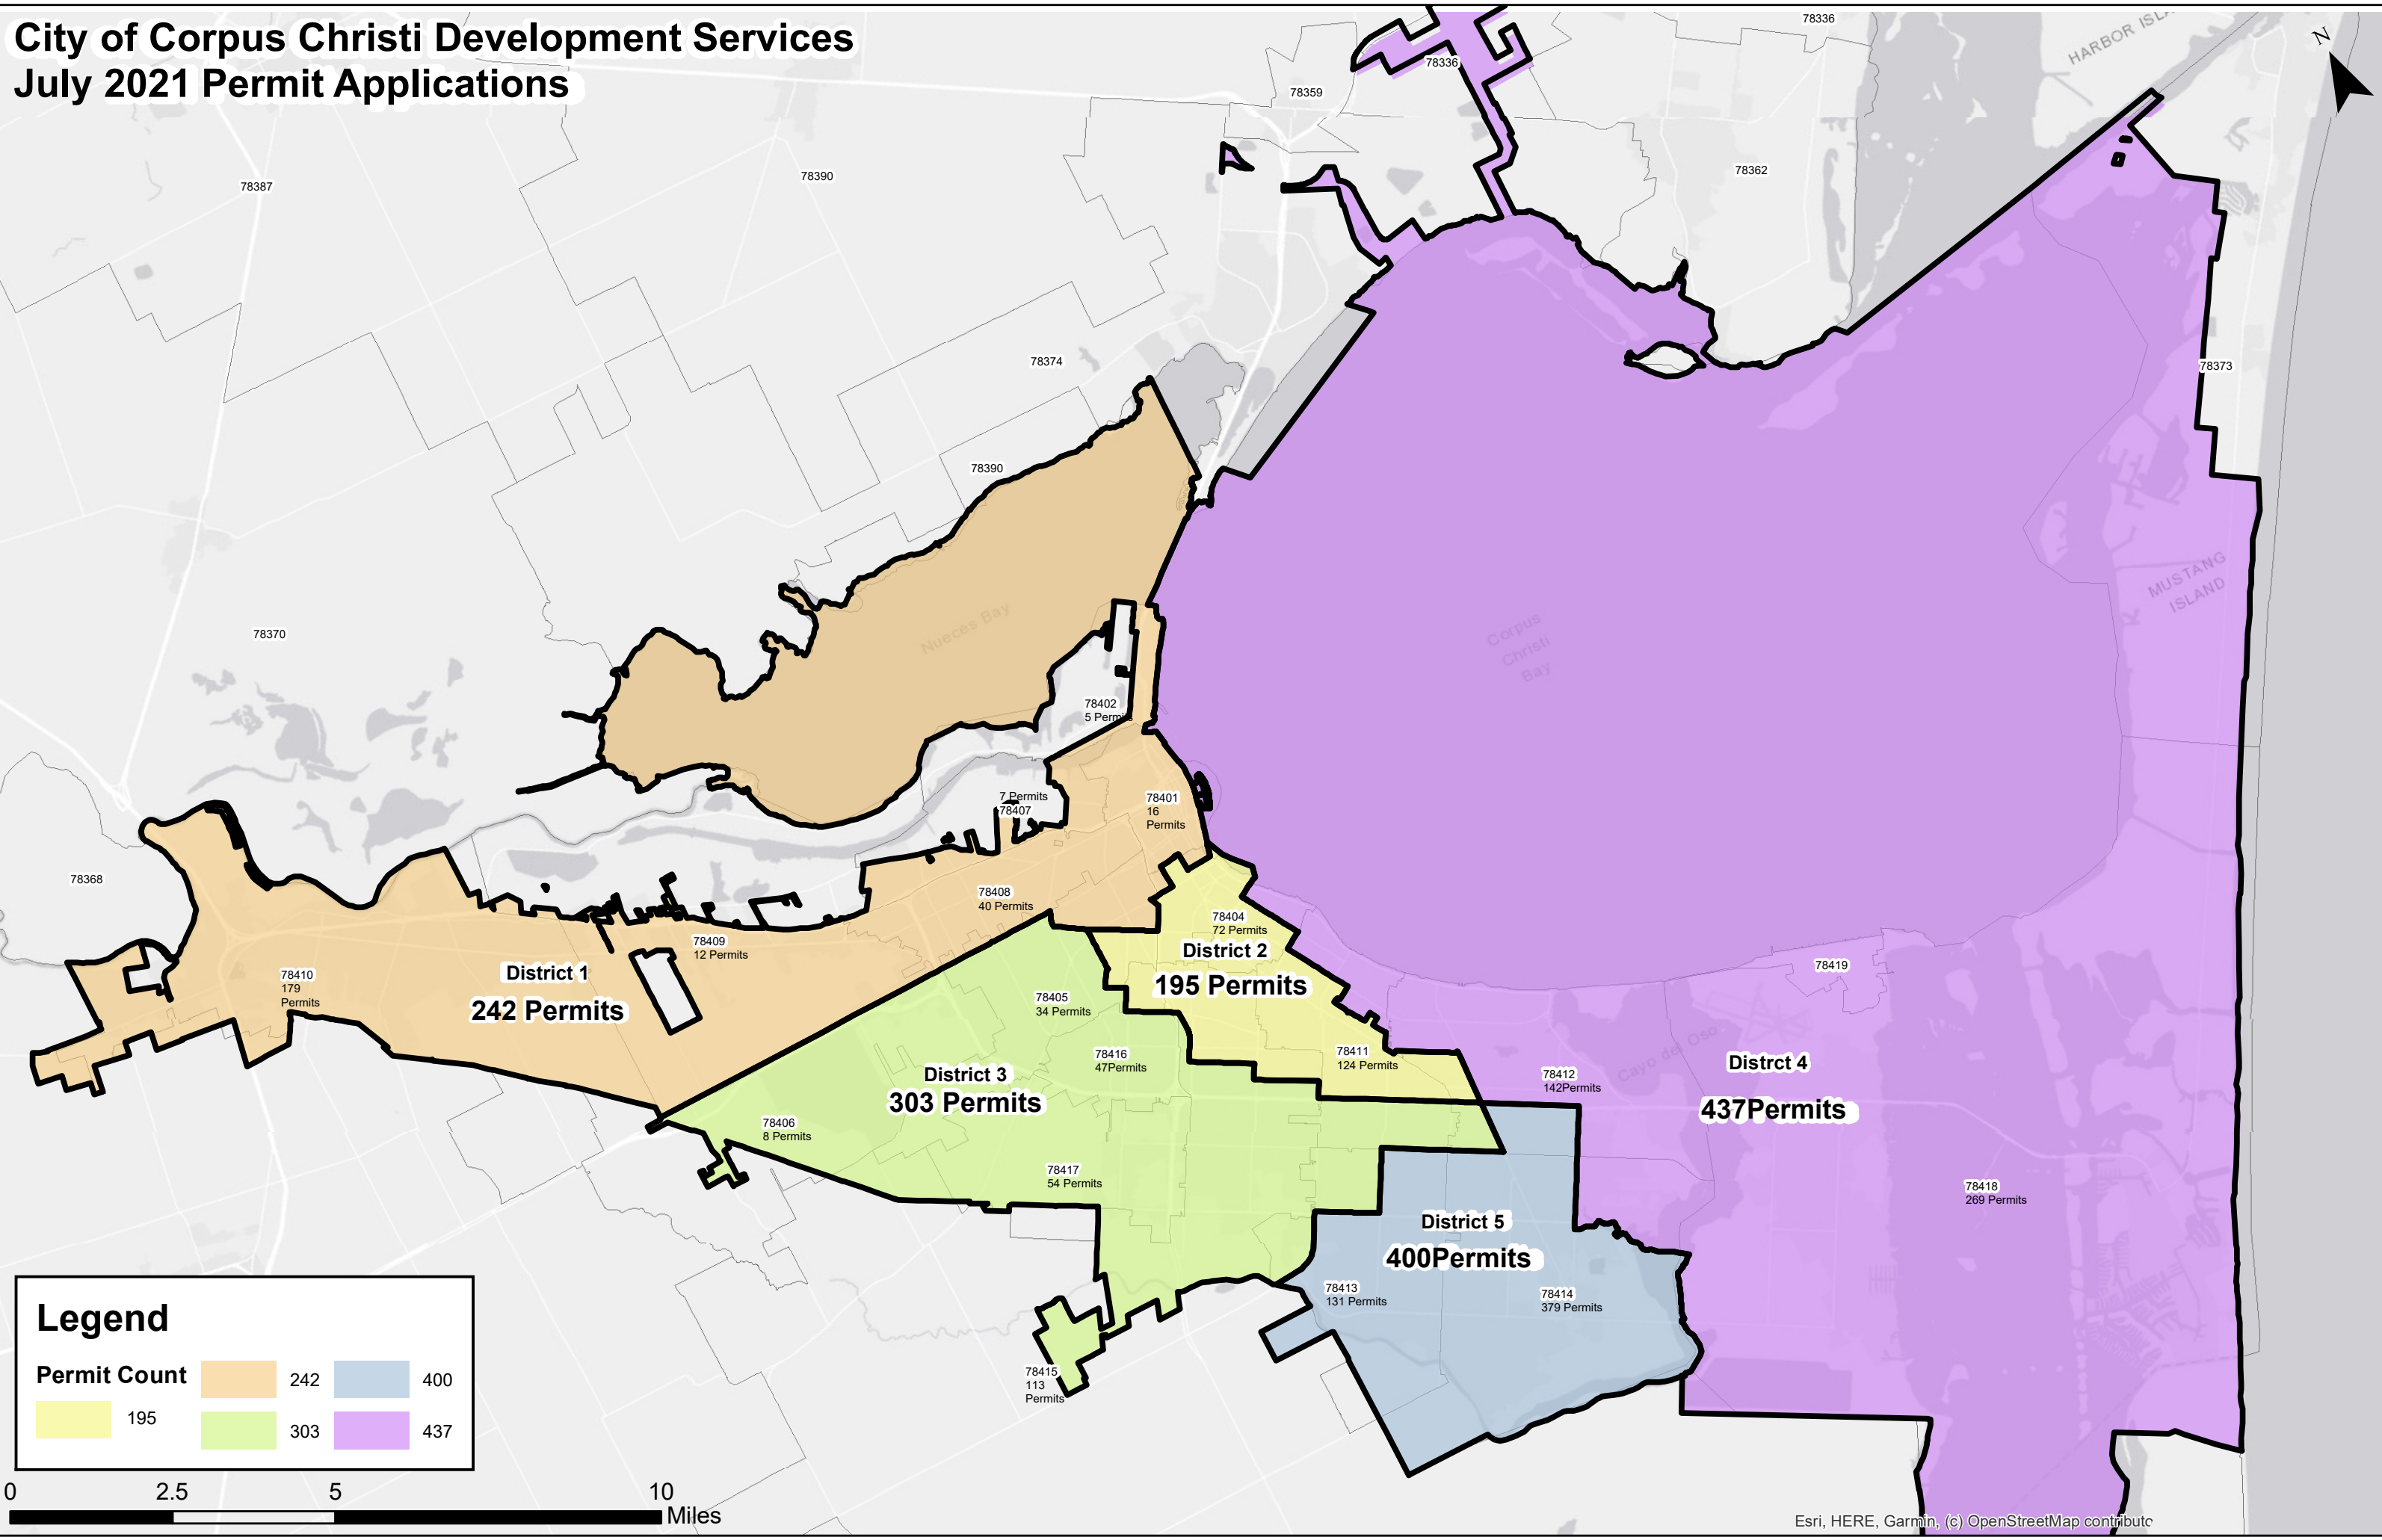 City of Corpus Christi Development Services
July 2021 Permit Applications
78336
HARBOR ISLA
N
78336
78359
78387
78390
78362
78374
78373
78390
MUSTANG
ISLAND
Nueces Bay
Corpus
Christi
Bay
78370
78402
5 Permits
7 Permits
78407
78401
16
Permits
78368
78408
40 Permits
78404
72 Permits
78409
12 Permits
District 2
195 Permits
78410
179
Permits
District 1
242 Permits
78419
78405
34 Permits
Cayo del Oso
78416
47Permits
78411
124 Permits
Distrct 4
437Permits
78412
142Permits
District 3
303 Permits
78406
8 Permits
78417
54 Permits
78418
269 Permits
District 5
400Permits
78413
131 Permits
78414
379 Permits
78415
113
Permits
Legend
Permit Count
242
400
195
303
437
0
2.5
5
10
Miles
Esri, HERE, Garmin, (c) OpenStreetMap contributo